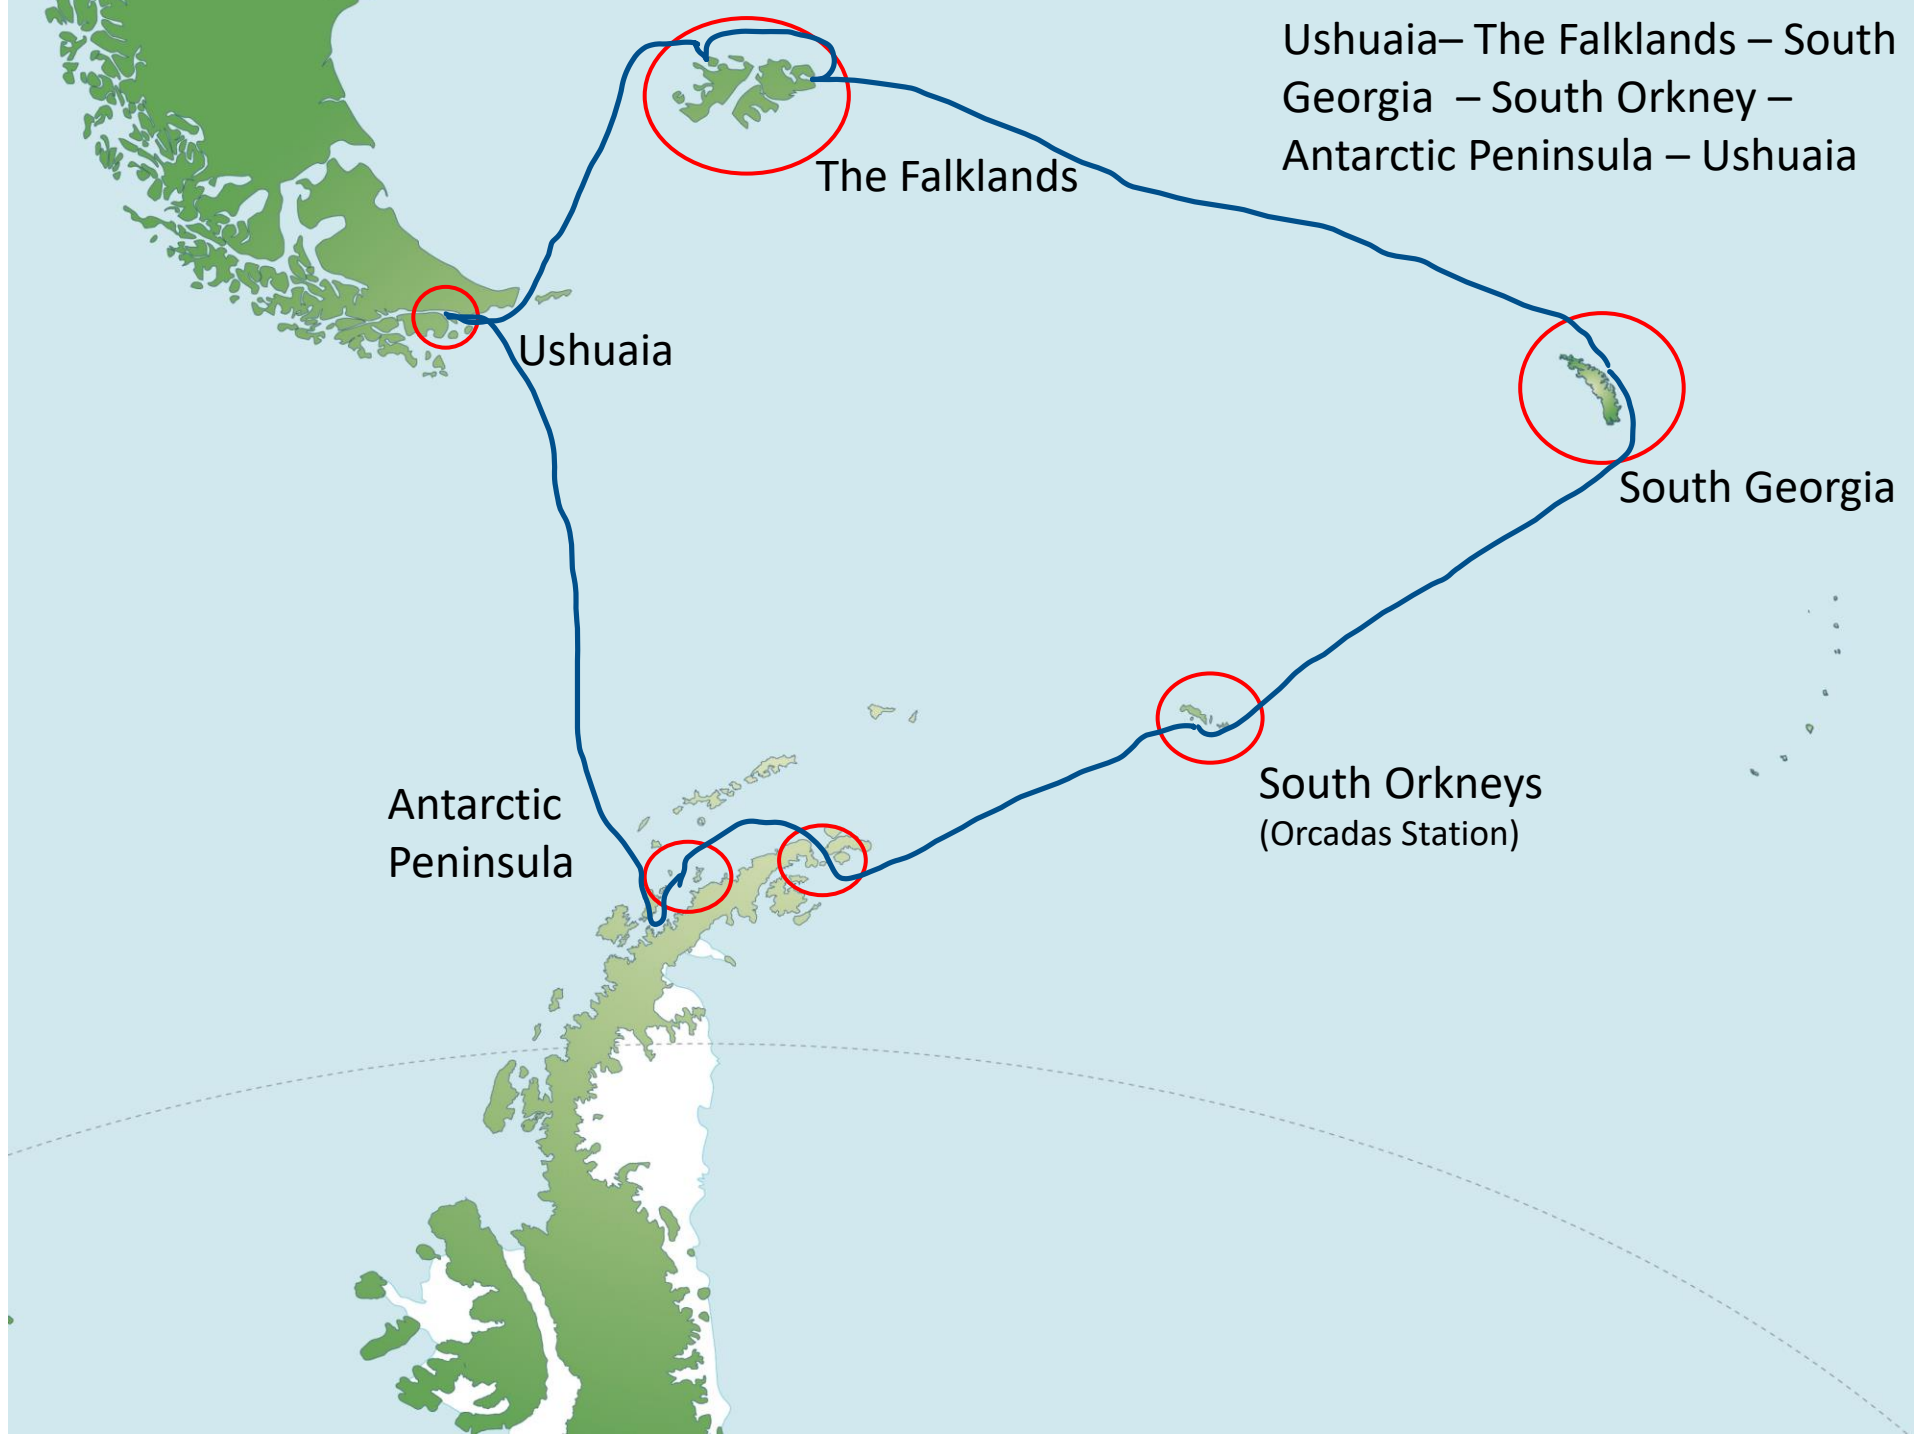 Ushuaia– The Falklands – South
Georgia  – South Orkney –
Antarctic Peninsula – Ushuaia
The Falklands
Ushuaia
South Georgia
South Orkneys
(Orcadas Station)
Antarctic
Peninsula